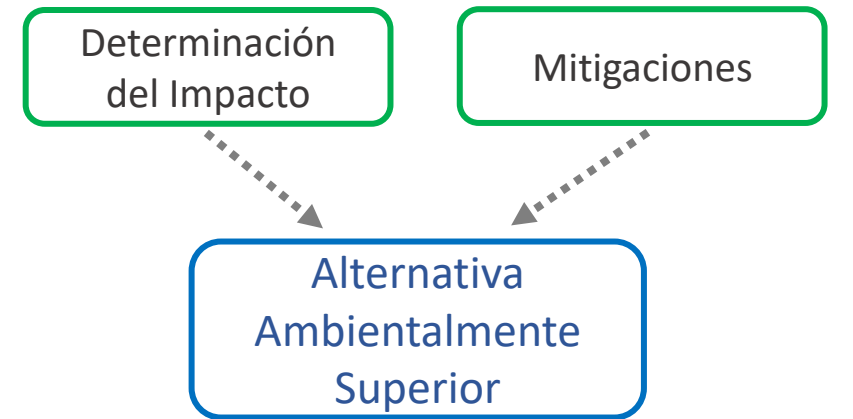 Determinación
del Impacto
Mitigaciones
Alternativa
Ambientalmente
Superior